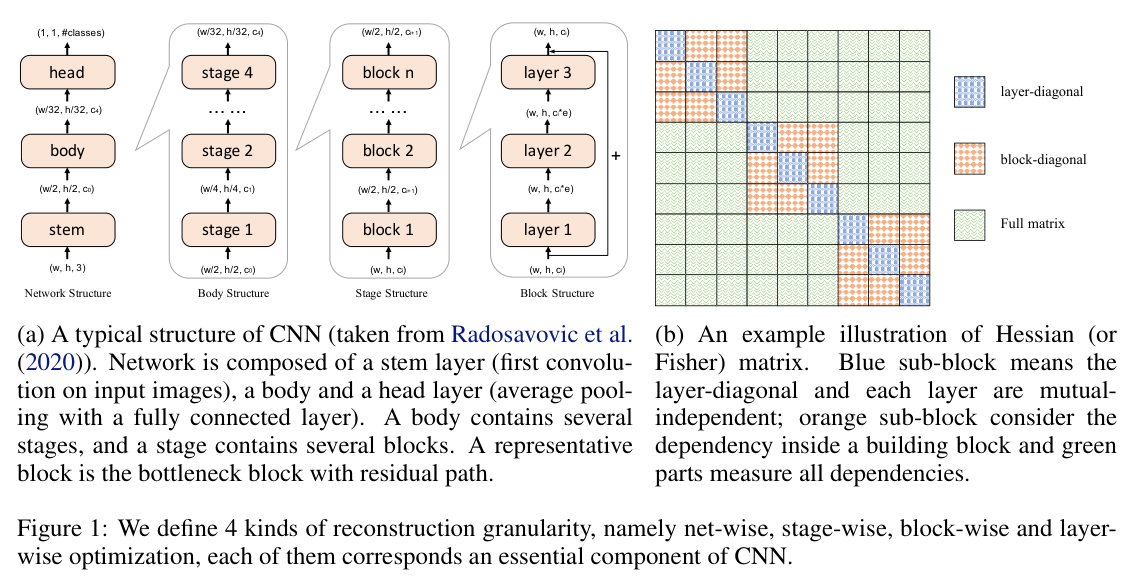 (1, 1, #classes)
head
(w/32, h/32, c₄)
body
(w/2, h/2, c₀)
stem
(w, h, 3)
Network Structure
(w/32, h/32, c₄)
stage 4
... ...
stage 2
(w/4, h/4, c₁)
stage 1
(w/2, h/2, c₀)
Body Structure
(w/2, h/2, cᵢ₊₁)
block n
... ...
block 2
(w/2, h/2, cᵢ₊₁)
block 1
(w, h, cᵢ)
Stage Structure
(w, h, cᵢ)
layer 3
(w, h, cᵢ*e)
layer 2
+
(w, h, cᵢ*e)
layer 1
(w, h, cᵢ)
Block Structure
layer-diagonal
block-diagonal
Full matrix
(a) A typical structure of CNN (taken from Radosavovic et al.
(2020)). Network is composed of a stem layer (first convolu-
tion on input images), a body and a head layer (average pool-
ing with a fully connected layer). A body contains several
stages, and a stage contains several blocks. A representative
block is the bottleneck block with residual path.
(b) An example illustration of Hessian (or
Fisher) matrix. Blue sub-block means the
layer-diagonal and each layer are mutual-
independent; orange sub-block consider the
dependency inside a building block and green
parts measure all dependencies.
Figure 1: We define 4 kinds of reconstruction granularity, namely net-wise, stage-wise, block-wise and layer-
wise optimization, each of them corresponds an essential component of CNN.